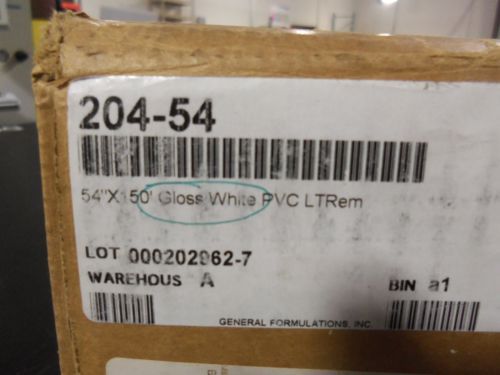 204-54
54"X150' Gloss White PVC LTRem
LOT 000202962-7
WAREHOUS A
BIN a1
GENERAL FORMULATIONS, INC.